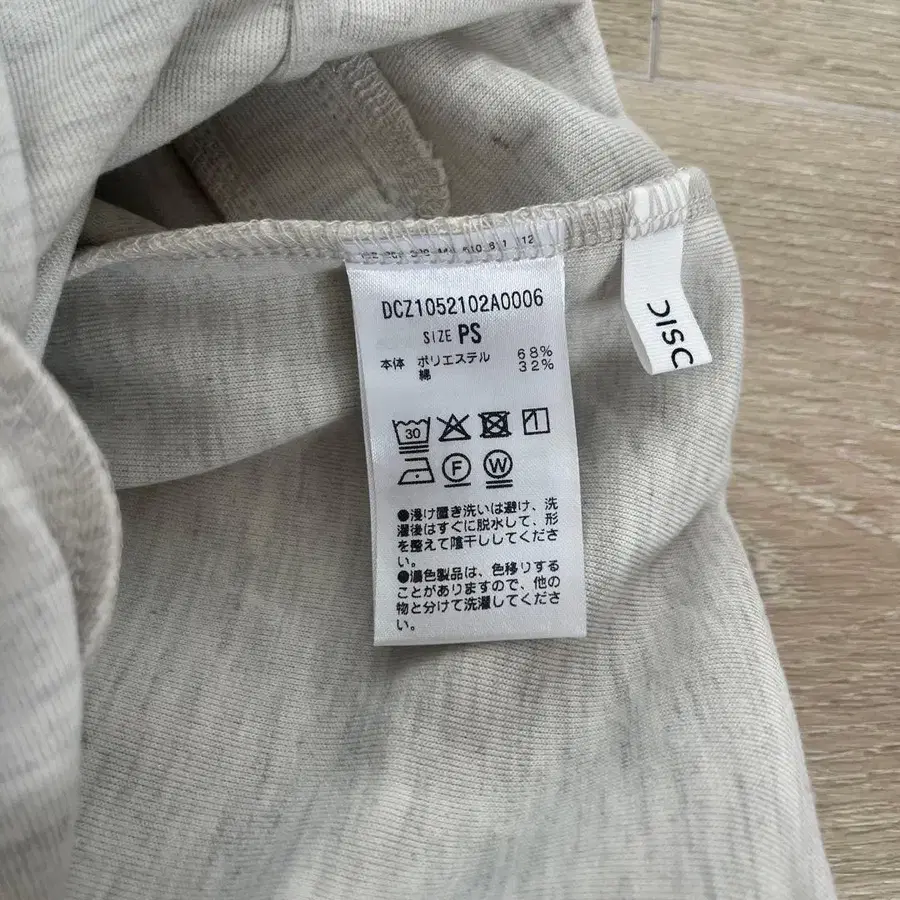 DCZ1052102A0006
SIZE PS
本体 ポリエステル 68%
綿 32%
30
F W
●浸け置き洗いは避け、洗
濯後はすぐに脱水して、形
を整えて陰干ししてくださ
い。
●濃色製品は、色移りする
ことがありますので、他の
物と分けて洗濯してくださ
い。
DISC